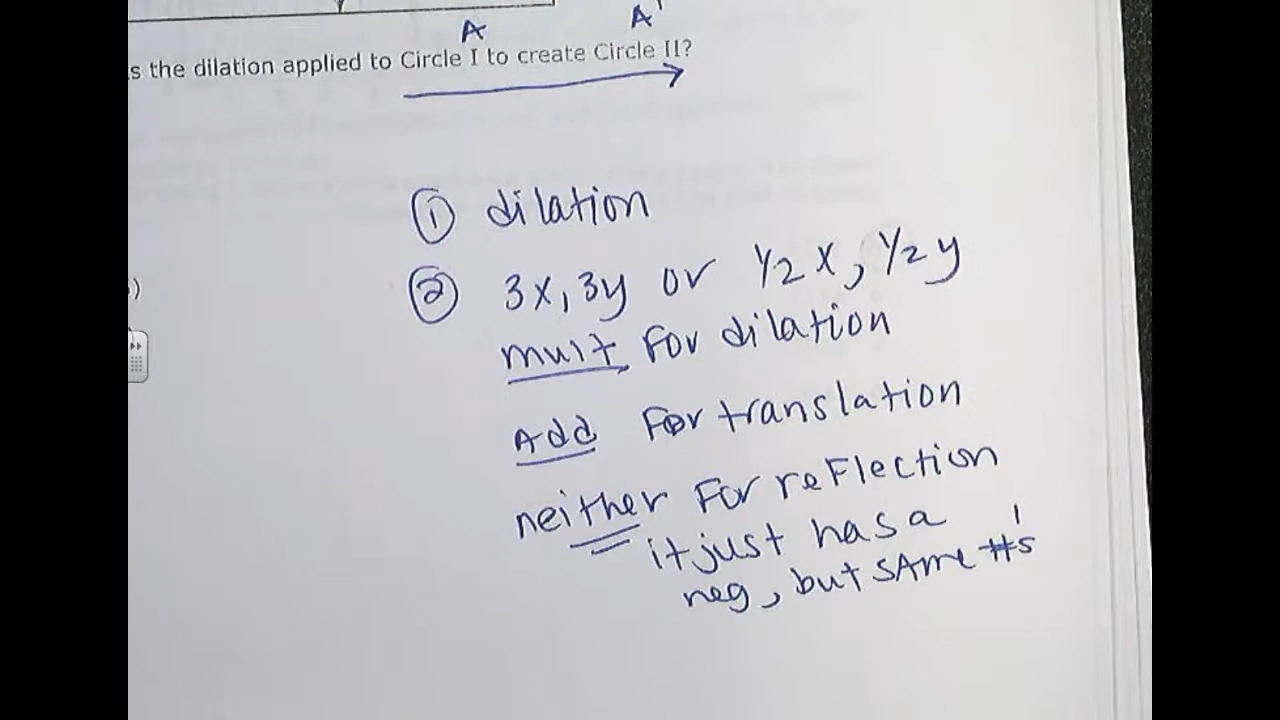 A A'
s the dilation applied to Circle I to create Circle II?
① dilation
② 3x, 3y or 1/2 x, 1/2 y
)
mult for dilation
Add for translation
neither For reflection
it just has a
neg, but same #'s